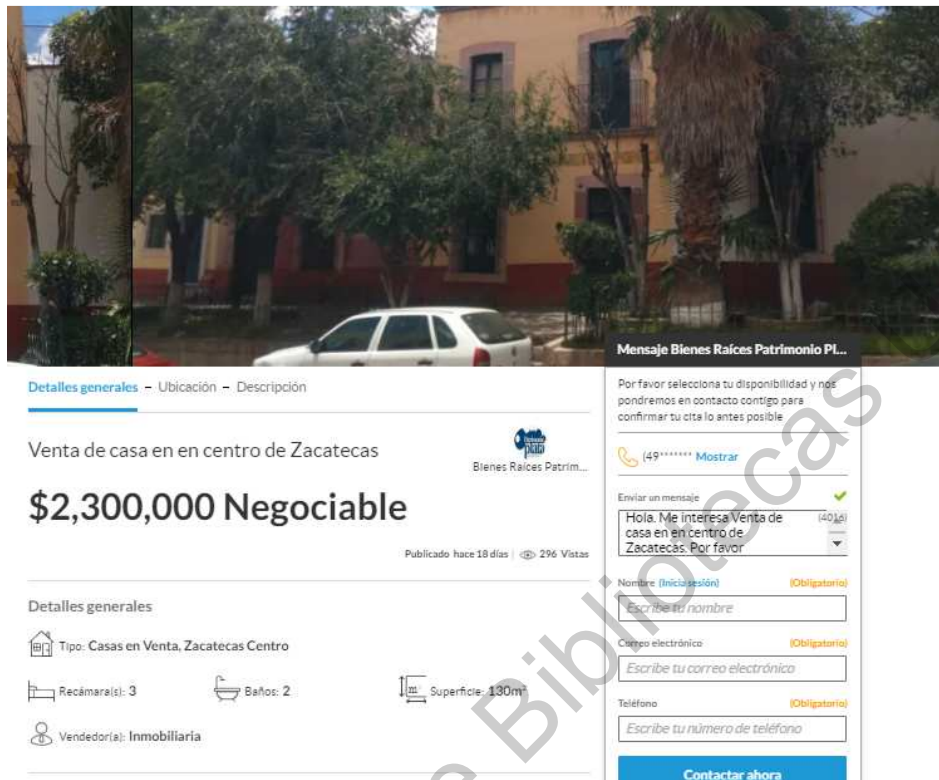 Detalles generales – Ubicación – Descripción
Venta de casa en en centro de Zacatecas
Bienes Raíces Patrim...
$2,300,000 Negociable
Publicado hace 18 días | 296 Vistas
Detalles generales
Tipo: Casas en Venta, Zacatecas Centro
Recámara(s): 3
Baños: 2
m²
Superficie: 130m²
Vendedor(a): Inmobiliaria
Mensaje Bienes Raíces Patrimonio Pl...
Por favor selecciona tu disponibilidad y nos
pondremos en contacto contigo para
confirmar tu cita lo antes posible
(49******* Mostrar
Enviar un mensaje
Hola. Me interesa Venta de
casa en en centro de
Zacatecas. Por favor
(4016)
Nombre (Inicia sesión) (Obligatorio)
Escribe tu nombre
Correo electrónico (Obligatorio)
Escribe tu correo electrónico
Teléfono (Obligatorio)
Escribe tu número de teléfono
Contactar ahora
e Bibliotecas